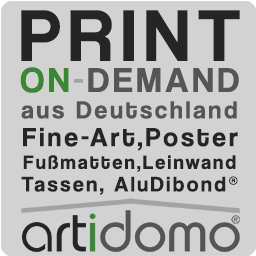 PRINT
ON-DEMAND
aus Deutschland
Fine-Art,Poster
Fußmatten,Leinwand
Tassen, AluDibond®
artidomo®